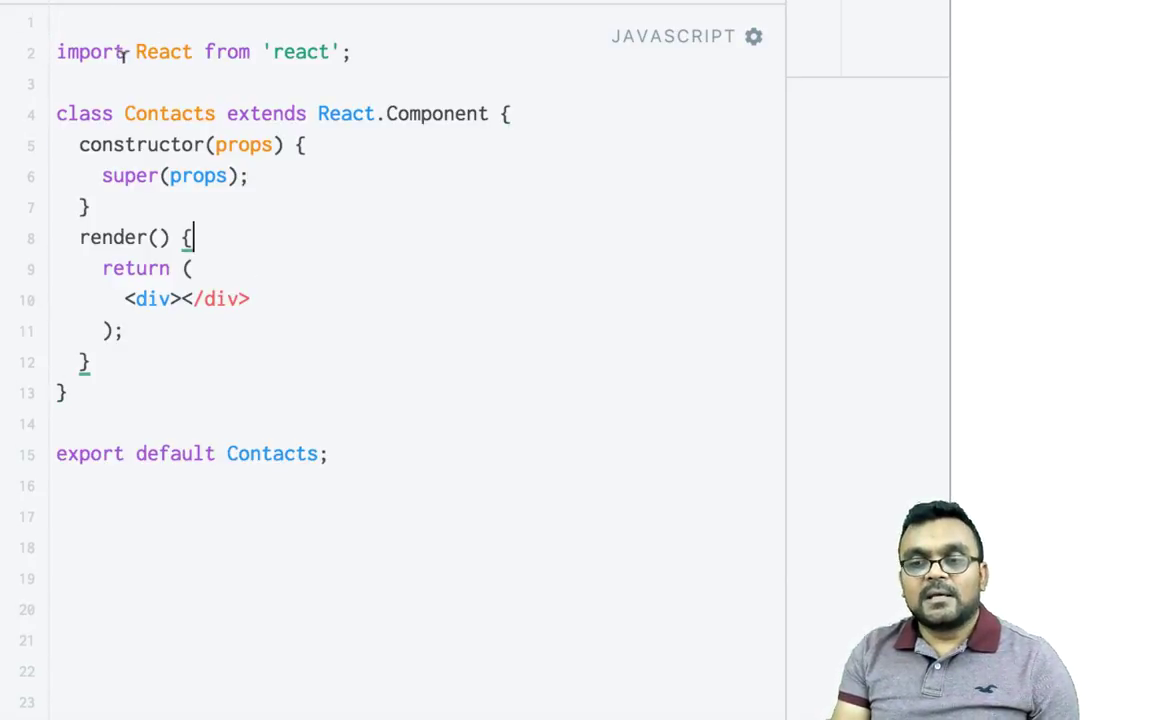 JAVASCRIPT
1
2 import React from 'react';
3
4 class Contacts extends React.Component {
5 constructor(props) {
6 super(props);
7 }
8 render() {
9 return (
10 <div></div>
11 );
12 }
13 }
14
15 export default Contacts;
16
17
18
19
20
21
22
23